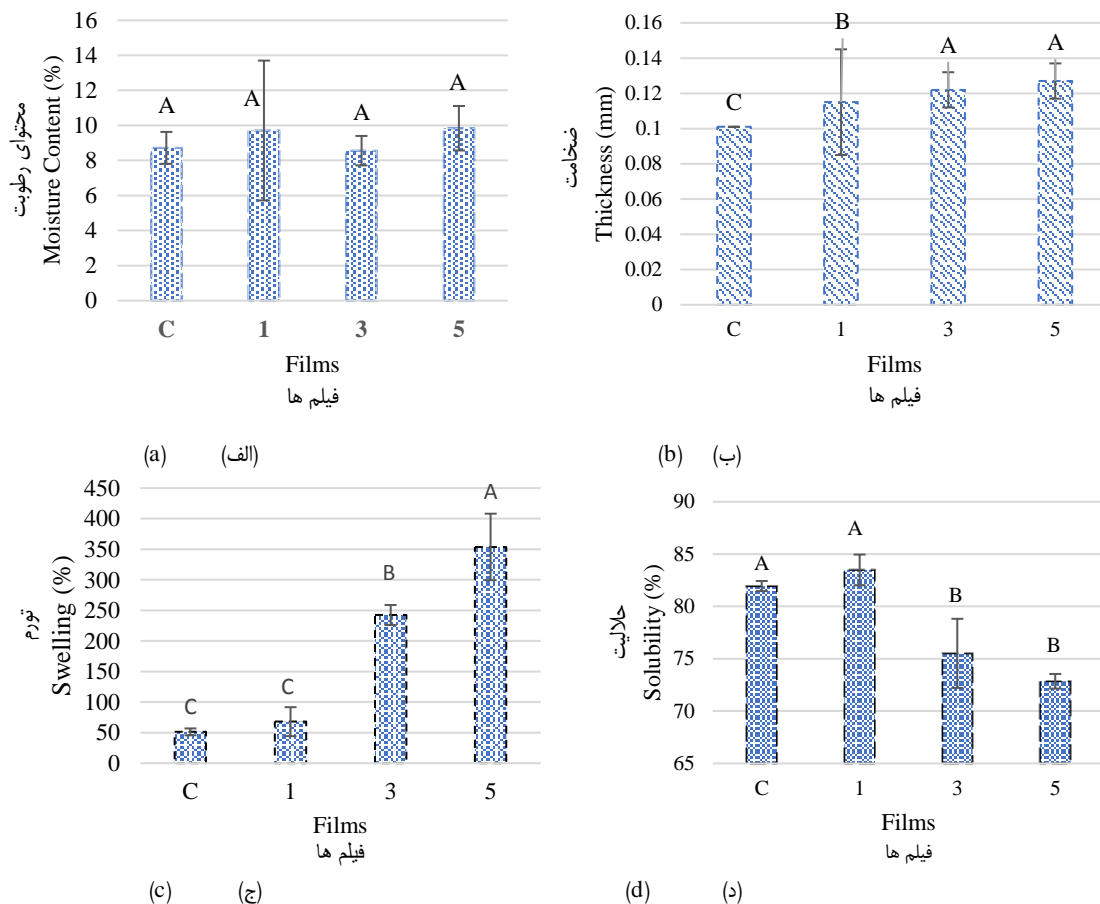 16
14
12
10
8
6
4
2
0
محتوای رطوبت
Moisture Content (%)
A
A
A
A
C 1 3 5
Films
فیلم ها
(a) (الف)
0.16
0.14
0.12
0.1
0.08
0.06
0.04
0.02
0
ضخامت
Thickness (mm)
C
B
A
A
C 1 3 5
Films
فیلم ها
(b) (ب)
450
400
350
300
250
200
150
100
50
0
تورم
Swelling (%)
C
C
B
A
C 1 3 5
Films
فیلم ها
(c) (ج)
90
85
80
75
70
65
حلالیت
Solubility (%)
A
A
B
B
C 1 3 5
Films
فیلم ها
(d) (د)